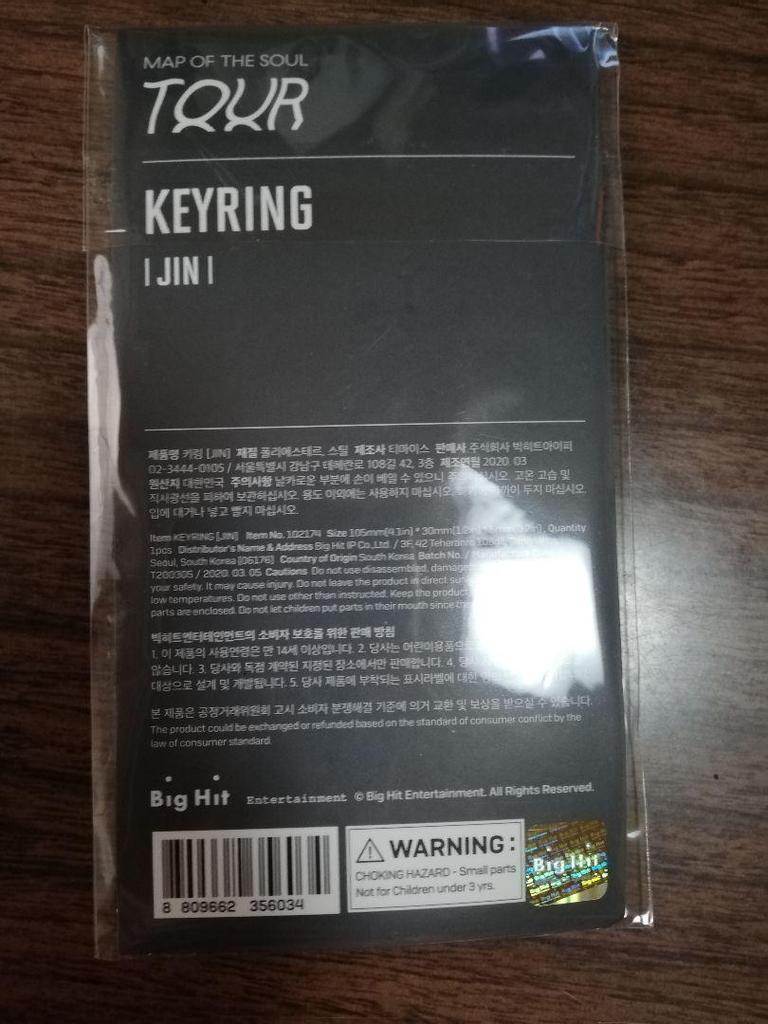 MAP OF THE SOUL
TOUR
KEYRING
| JIN |
제품명 키링 [JIN] 재질 폴리에스테르, 스틸 제조사 티마이스 판매사 주식회사 빅히트아이피
02-3444-0105 / 서울특별시 강남구 테헤란로 108길 42, 3층 제조연월 2020. 03
원산지 대한민국 주의사항 날카로운 부분에 손이 베일 수 있으니 고온 고습 및
직사광선을 피하여 보관하십시오. 용도 이외에는 사용하지 마십시오. 두지 마십시오.
입에 대거나 넣고 빨지 마십시오.
Item KEYRING [JIN] Item No. 102174 Size 105mm(4.1in) * 30mm Quantity
1pcs Distributor's Name & Address Big Hit IP Co.,Ltd. / 3F, 42 Teheranro
Seoul, South Korea [06176] Country of Origin South Korea Batch No. /
T200305 / 2020. 03. 05 Cautions Do not use disassembled,
your safety. It may cause injury. Do not leave the product in direct
low temperatures. Do not use other than instructed. Keep the product
parts are enclosed. Do not let children put parts in their mouth since
빅히트엔터테인먼트의 소비자 보호를 위한 판매 방침
1. 이 제품의 사용연령은 만 14세 이상입니다. 2. 당사는
않습니다. 3. 당사와 독점 계약된 지정된 장소에서만 판매합니다. 4.
대상으로 설계 및 개발됩니다. 5. 당사 제품에 부착되는 표시라벨에 대한
본 제품은 공정거래위원회 고시 소비자 분쟁해결 기준에 의거 교환 및 보상을 받으실 수 있습니다.
The product could be exchanged or refunded based on the standard of consumer conflict by the
law of consumer standard.
Big Hit Entertainment © Big Hit Entertainment. All Rights Reserved.
8 809662 356034
WARNING:
CHOKING HAZARD - Small parts
Not for Children under 3 yrs.
Big Hit